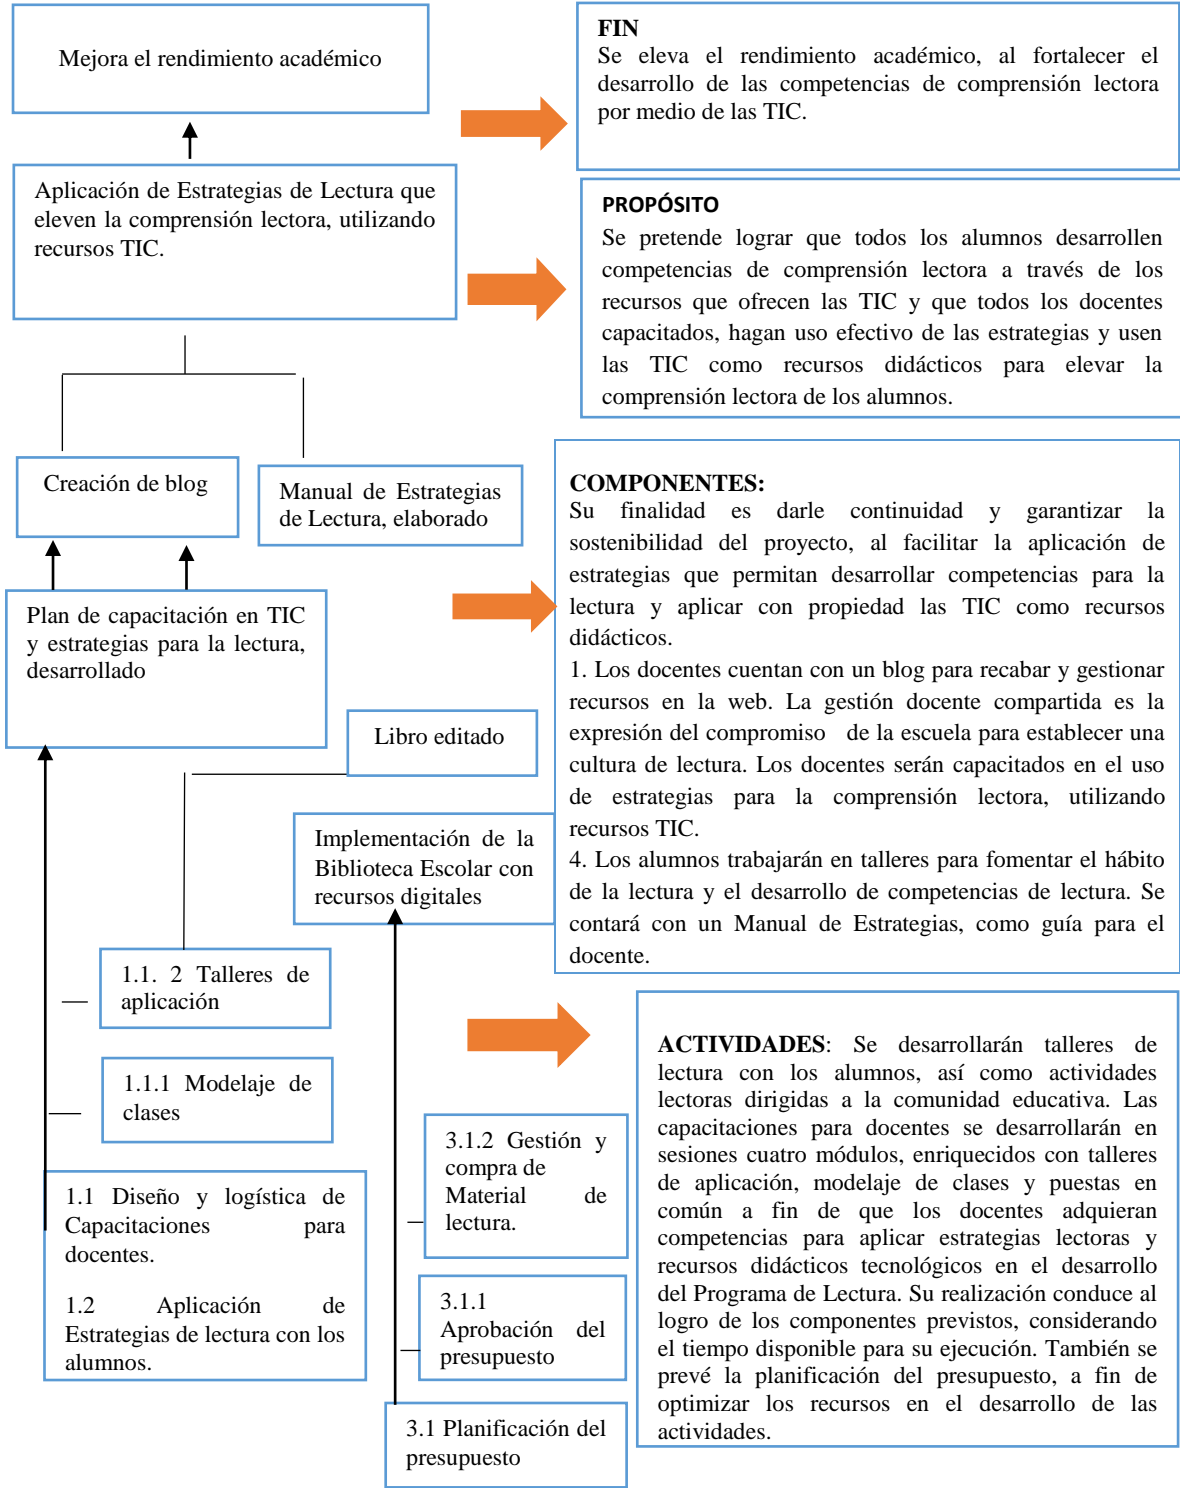 Mejora el rendimiento académico
FIN
Se eleva el rendimiento académico, al fortalecer el
desarrollo de las competencias de comprensión lectora
por medio de las TIC.
Aplicación de Estrategias de Lectura que
eleven la comprensión lectora, utilizando
recursos TIC.
PROPÓSITO
Se pretende lograr que todos los alumnos desarrollen
competencias de comprensión lectora a través de los
recursos que ofrecen las TIC y que todos los docentes
capacitados, hagan uso efectivo de las estrategias y usen
las TIC como recursos didácticos para elevar la
comprensión lectora de los alumnos.
Creación de blog
Manual de Estrategias
de Lectura, elaborado
Plan de capacitación en TIC
y estrategias para la lectura,
desarrollado
COMPONENTES:
Su finalidad es darle continuidad y garantizar la
sostenibilidad del proyecto, al facilitar la aplicación de
estrategias que permitan desarrollar competencias para la
lectura y aplicar con propiedad las TIC como recursos
didácticos.
1. Los docentes cuentan con un blog para recabar y gestionar
recursos en la web. La gestión docente compartida es la
expresión del compromiso de la escuela para establecer una
cultura de lectura. Los docentes serán capacitados en el uso
de estrategias para la comprensión lectora, utilizando
recursos TIC.
4. Los alumnos trabajarán en talleres para fomentar el hábito
de la lectura y el desarrollo de competencias de lectura. Se
contará con un Manual de Estrategias, como guía para el
docente.
Libro editado
Implementación de la
Biblioteca Escolar con
recursos digitales
1.1. 2 Talleres de
aplicación
1.1.1 Modelaje de
clases
1.1 Diseño y logística de
Capacitaciones para
docentes.
1.2 Aplicación de
Estrategias de lectura con los
alumnos.
3.1.2 Gestión y
compra de
Material de
lectura.
3.1.1
Aprobación del
presupuesto
3.1 Planificación del
presupuesto
ACTIVIDADES: Se desarrollarán talleres de
lectura con los alumnos, así como actividades
lectoras dirigidas a la comunidad educativa. Las
capacitaciones para docentes se desarrollarán en
sesiones cuatro módulos, enriquecidos con talleres
de aplicación, modelaje de clases y puestas en
común a fin de que los docentes adquieran
competencias para aplicar estrategias lectoras y
recursos didácticos tecnológicos en el desarrollo
del Programa de Lectura. Su realización conduce al
logro de los componentes previstos, considerando
el tiempo disponible para su ejecución. También se
prevé la planificación del presupuesto, a fin de
optimizar los recursos en el desarrollo de las
actividades.